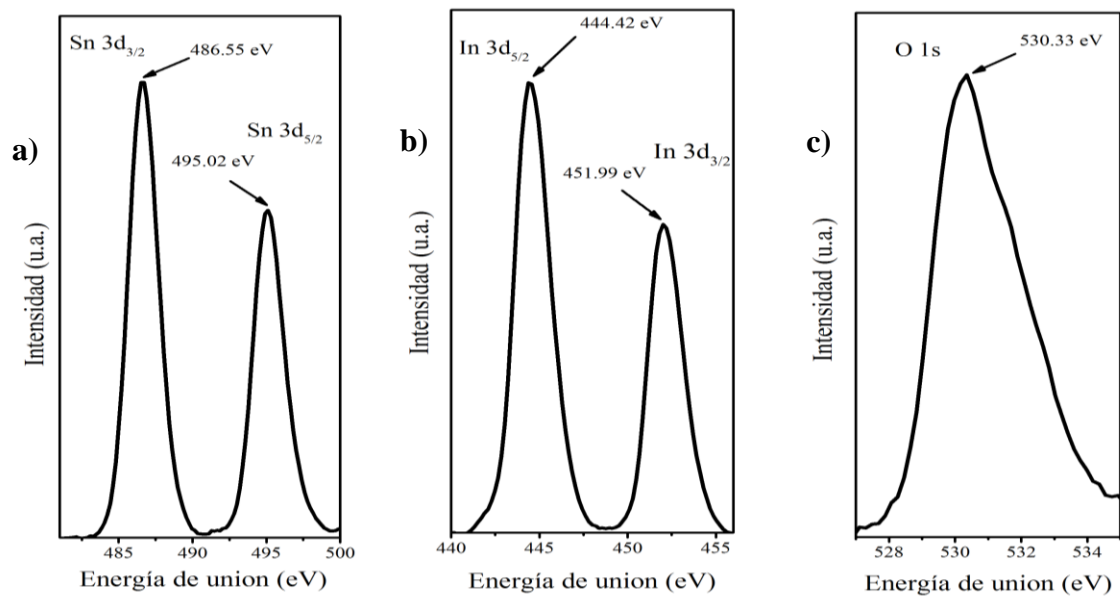 a)
Sn 3d3/2
486.55 eV
Sn 3d5/2
495.02 eV
Intensidad (u.a.)
485 490 495 500
Energía de union (eV)
b)
In 3d5/2
444.42 eV
In 3d3/2
451.99 eV
Intensidad (u.a.)
440 445 450 455
Energía de union (eV)
c)
O 1s
530.33 eV
Intensidad (u.a.)
528 530 532 534
Energía de union (eV)